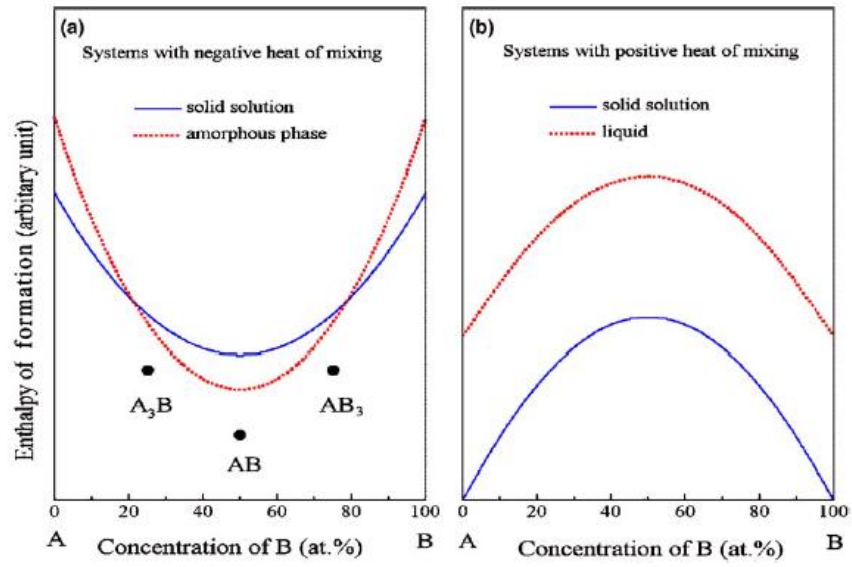 (a)
Systems with negative heat of mixing
solid solution
amorphous phase
Enthalpy of formation (arbitary unit)
A₃B
AB₃
AB
0 20 40 60 80 100
A B
Concentration of B (at.%)
(b)
Systems with positive heat of mixing
solid solution
liquid
0 20 40 60 80 100
A B
Concentration of B (at.%)